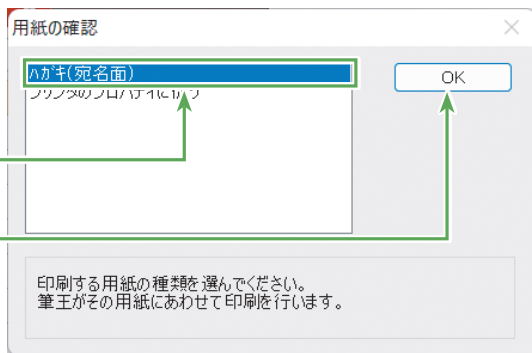 用紙の確認
ハガキ(宛名面)
OK
プリンタのプロパティに従う
印刷する用紙の種類を選んでください。
筆王がその用紙にあわせて印刷を行います。